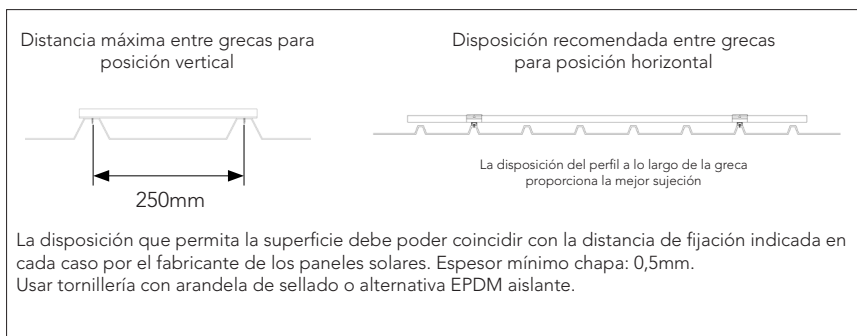 Distancia máxima entre grecas para
posición vertical
Disposición recomendada entre grecas
para posición horizontal
250mm
La disposición del perfil a lo largo de la greca
proporciona la mejor sujeción
La disposición que permita la superficie debe poder coincidir con la distancia de fijación indicada en
cada caso por el fabricante de los paneles solares. Espesor mínimo chapa: 0,5mm.
Usar tornillería con arandela de sellado o alternativa EPDM aislante.